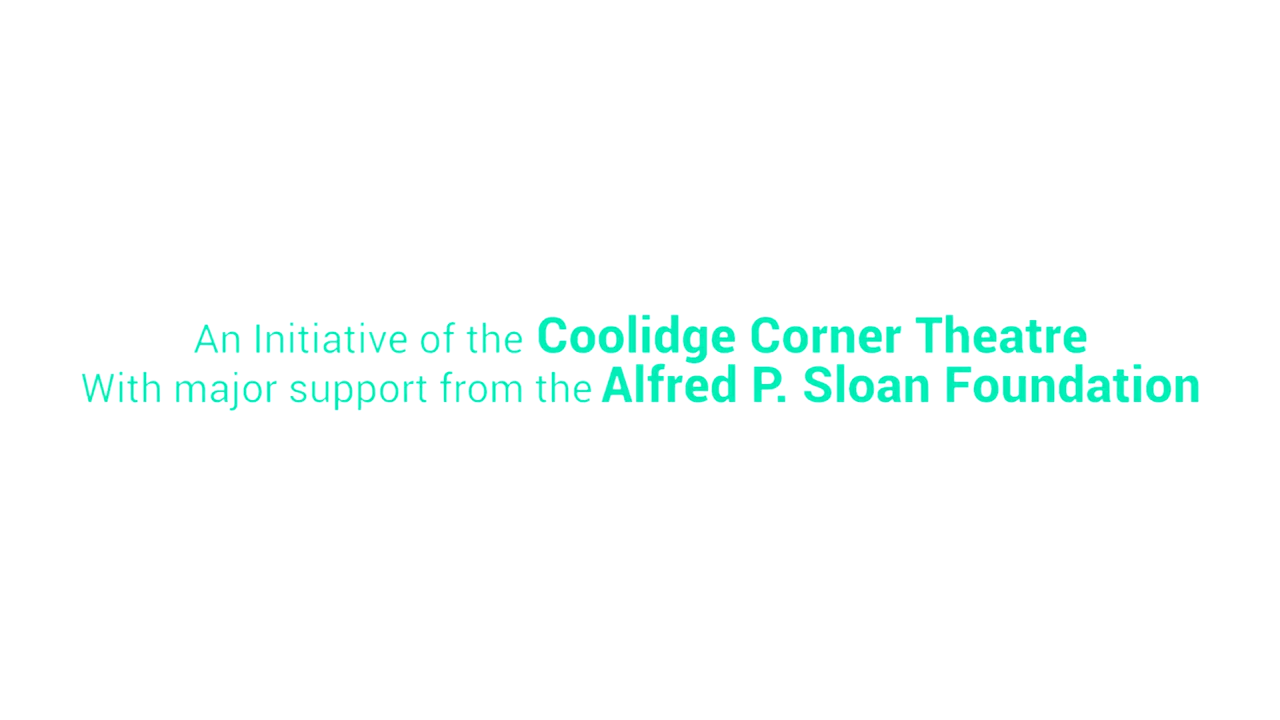 An Initiative of the Coolidge Corner Theatre
With major support from the Alfred P. Sloan Foundation